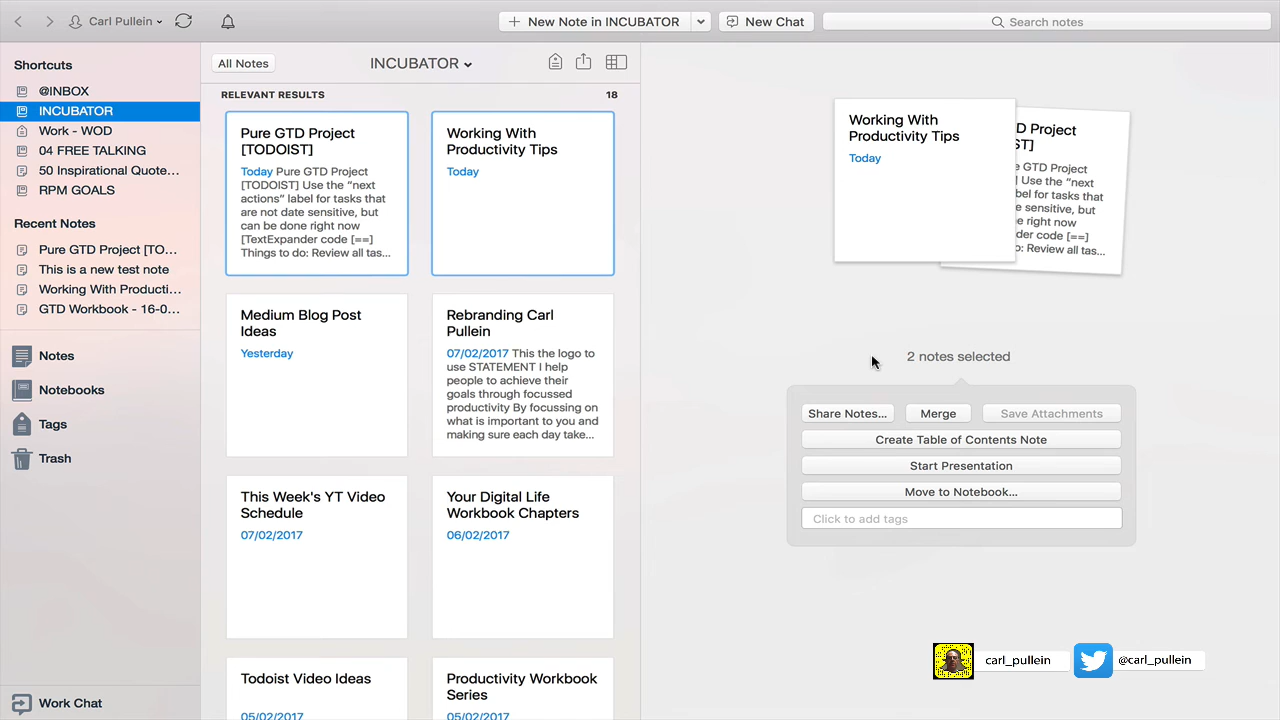 Carl Pullein
New Note in INCUBATOR
New Chat
Search notes
Shortcuts
@INBOX
INCUBATOR
Work - WOD
04 FREE TALKING
50 Inspirational Quote...
RPM GOALS
Recent Notes
Pure GTD Project [TO...
This is a new test note
Working With Producti...
GTD Workbook - 16-0...
Notes
Notebooks
Tags
Trash
Work Chat
All Notes
INCUBATOR
RELEVANT RESULTS
18
Pure GTD Project
[TODOIST]
Today Pure GTD Project
[TODOIST] Use the “next
actions” label for tasks that
are not date sensitive, but
can be done right now
[TextExpander code [==]
Things to do: Review all tas...
Working With
Productivity Tips
Today
Medium Blog Post
Ideas
Yesterday
Rebranding Carl
Pullein
07/02/2017 This the logo to
use STATEMENT I help
people to achieve their
goals through focussed
productivity By focussing on
what is important to you and
making sure each day take...
This Week's YT Video
Schedule
07/02/2017
Your Digital Life
Workbook Chapters
06/02/2017
Todoist Video Ideas
05/02/2017
Productivity Workbook
Series
05/02/2017
Working With
Productivity Tips
Today
D Project
ST]
e GTD Project
] Use the “next
bel for tasks that
e sensitive, but
ne right now
der code [==]
o: Review all tas...
2 notes selected
Share Notes...
Merge
Save Attachments
Create Table of Contents Note
Start Presentation
Move to Notebook...
Click to add tags
carl_pullein
@carl_pullein